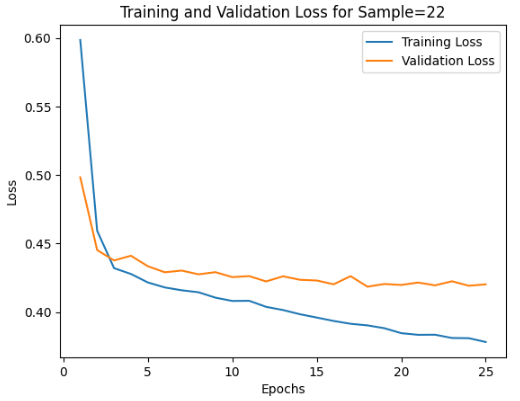 Training and Validation Loss for Sample=22
Training Loss
Validation Loss
Loss
0.60
0.55
0.50
0.45
0.40
0 5 10 15 20 25
Epochs